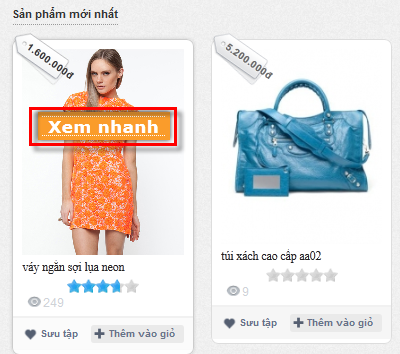 Sản phẩm mới nhất
1.600.000đ
Xem nhanh
váy ngắn sợi lụa neon
249
Sưu tập
Thêm vào giỏ
5.200.000đ
túi xách cao cấp aa02
9
Sưu tập
Thêm vào giỏ